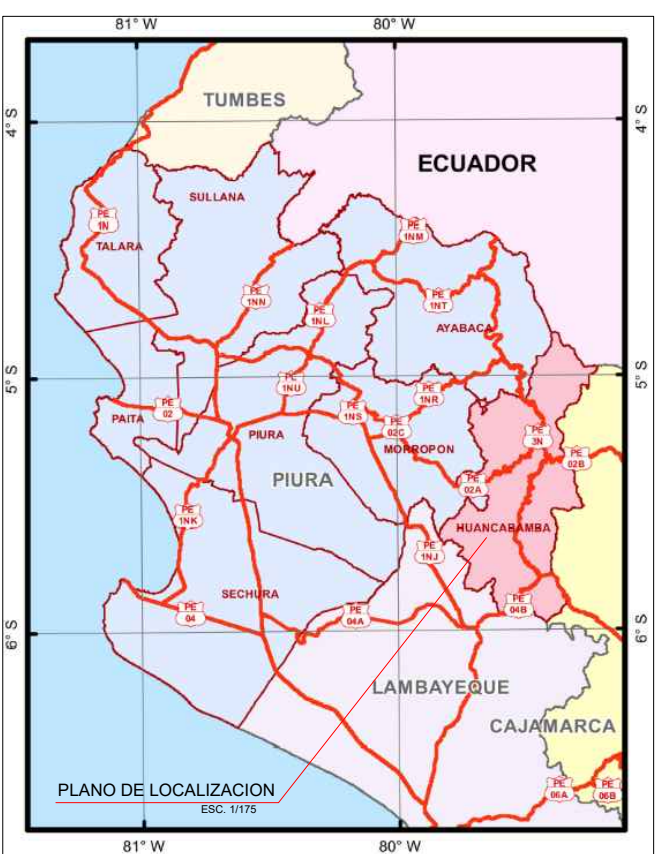 81° W
80° W
TUMBES
4° S
4° S
ECUADOR
SULLANA
PE
1N
PE
1NM
TALARA
PE
1NN
PE
1NT
PE
1NL
AYABACA
5° S
5° S
PE
1NU
PE
1NR
PE
02
PE
1NS
PAITA
PE
02C
PIURA
PE
3N
MORROPON
PE
02B
PIURA
PE
02A
PE
1NK
HUANCABAMBA
PE
1NJ
SECHURA
PE
04
PE
04A
PE
04B
6° S
6° S
LAMBAYEQUE
CAJAMARCA
PLANO DE LOCALIZACION
ESC. 1/175
PE
06A
PE
06B
81° W
80° W